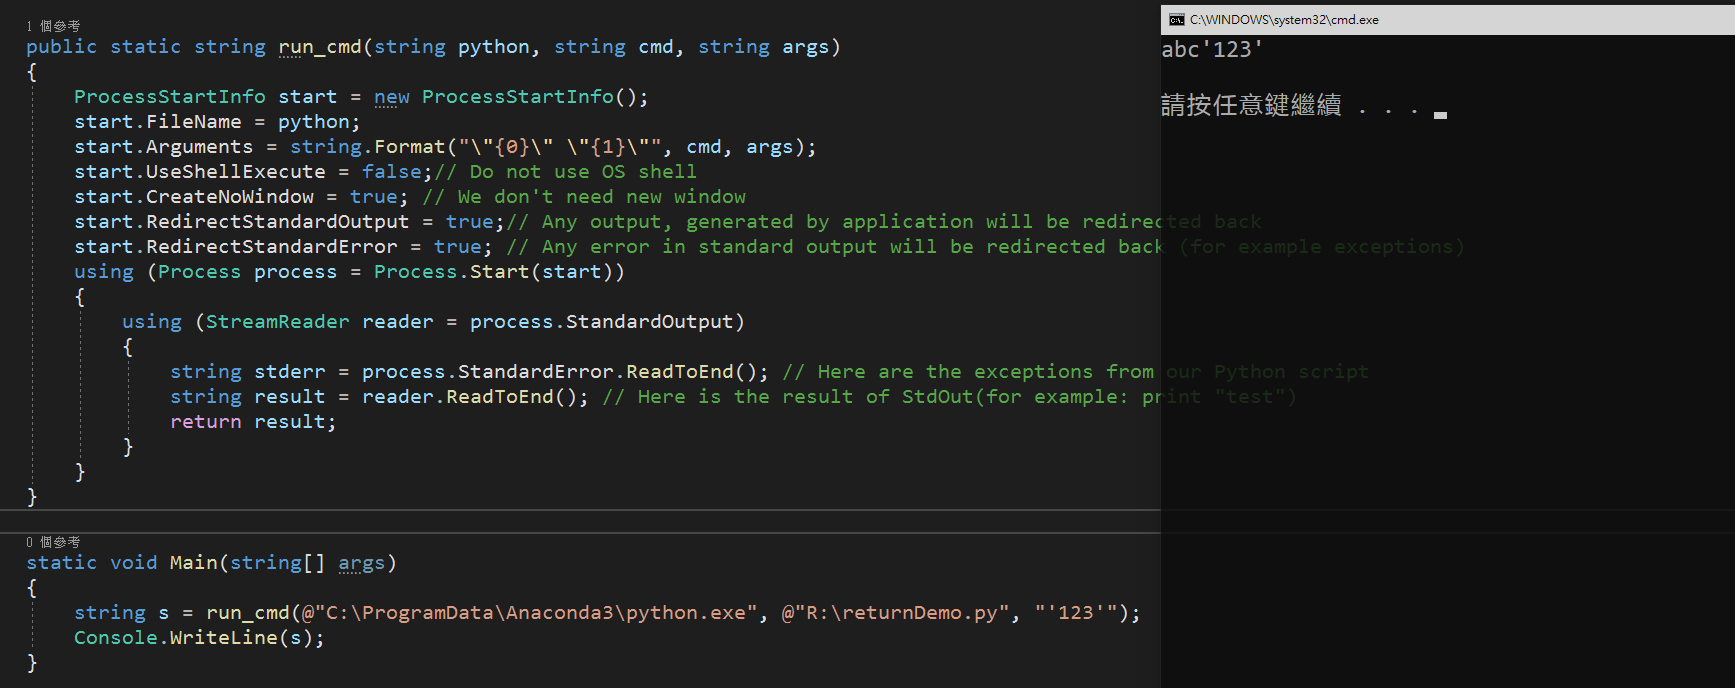 1 個參考
public static string run_cmd(string python, string cmd, string args)
{
ProcessStartInfo start = new ProcessStartInfo();
start.FileName = python;
start.Arguments = string.Format("\"{0}\" \"{1}\"", cmd, args);
start.UseShellExecute = false;// Do not use OS shell
start.CreateNoWindow = true; // We don't need new window
start.RedirectStandardOutput = true;// Any output, generated by application will be redirected back
start.RedirectStandardError = true; // Any error in standard output will be redirected back (for example exceptions)
using (Process process = Process.Start(start))
{
using (StreamReader reader = process.StandardOutput)
{
string stderr = process.StandardError.ReadToEnd(); // Here are the exceptions from our Python script
string result = reader.ReadToEnd(); // Here is the result of StdOut(for example: print "test")
return result;
}
}
}
0 個參考
static void Main(string[] args)
{
string s = run_cmd(@"C:\ProgramData\Anaconda3\python.exe", @"R:\returnDemo.py", "'123'");
Console.WriteLine(s);
}
C:\WINDOWS\system32\cmd.exe
abc'123'
請按任意鍵繼續 . . .